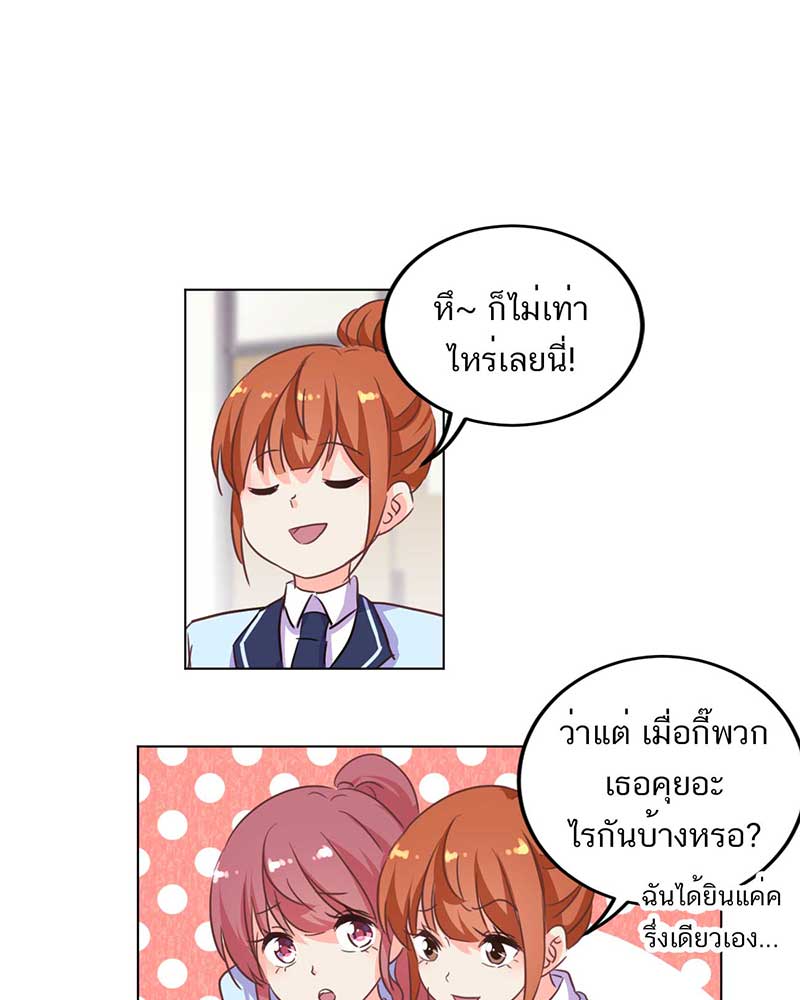 หึ~ ก็ไม่เท่า
ไหร่เลยนี่!
ว่าแต่ เมื่อกี๊พวก
เธอคุยอะ
ไรกันบ้างหรอ?
ฉันได้ยินแค่ค
รึ่งเดียวเอง...